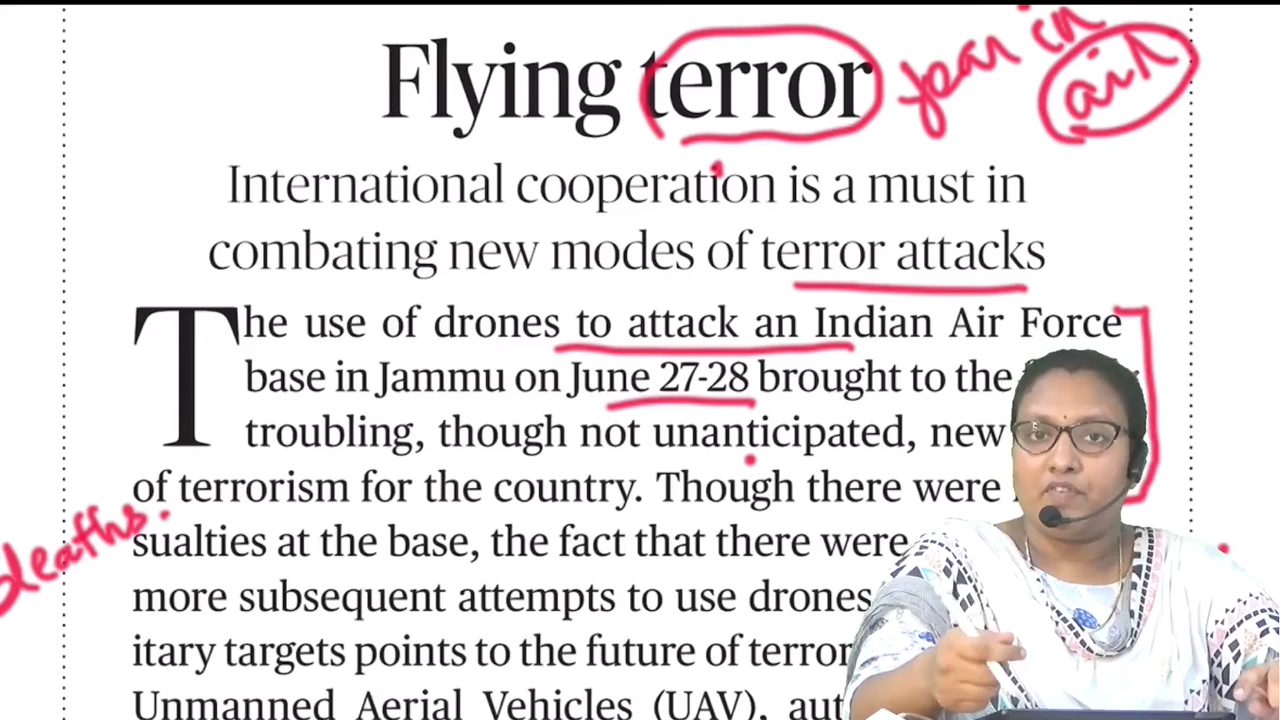 Flying terror
fear in
air
International cooperation is a must in
combating new modes of terror attacks
The use of drones to attack an Indian Air Force
base in Jammu on June 27-28 brought to the
troubling, though not unanticipated, new
of terrorism for the country. Though there were
deaths.
sualties at the base, the fact that there were
more subsequent attempts to use drones
itary targets points to the future of terror
Unmanned Aerial Vehicles (UAV), aut